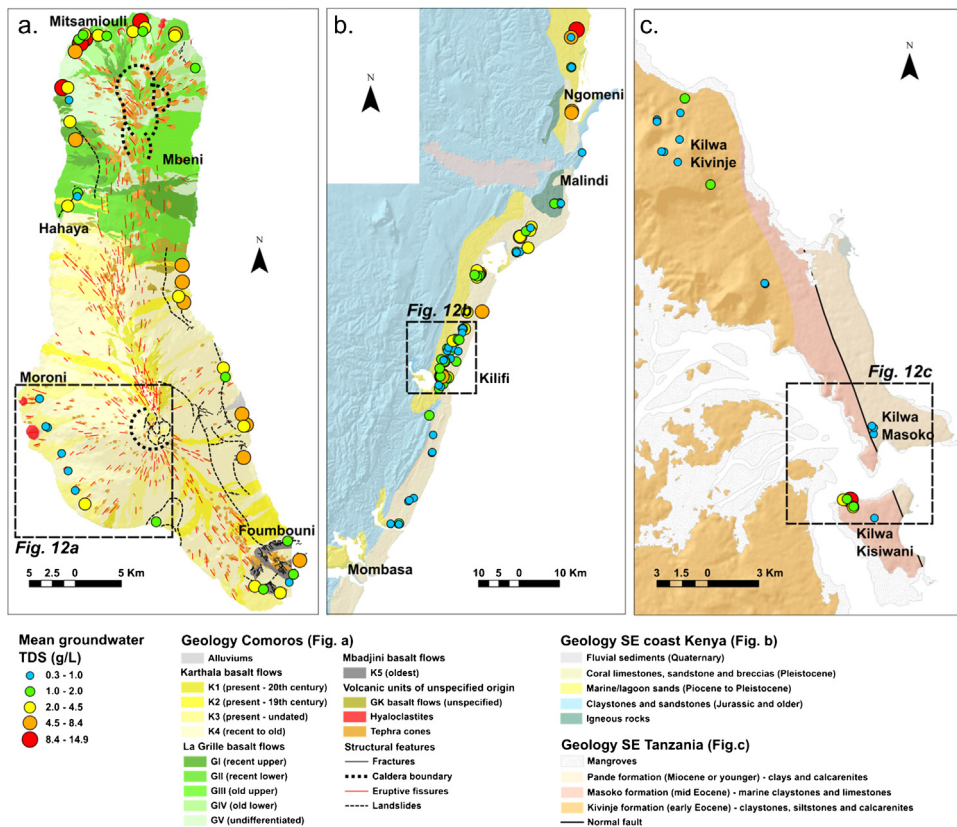 a.
Mitsamiouli
Mbeni
Hahaya
N
Moroni
Fig. 12a
Foumbouni
5 2.5 0 5 Km
b.
N
Ngomeni
Malindi
Fig. 12b
Kilifi
Mombasa
10 5 0 10 Km
c.
N
Kilwa
Kivinje
Fig. 12c
Kilwa
Masoko
Kilwa
Kisiwani
3 1.5 0 3 Km
Mean groundwater
TDS (g/L)
0.3 - 1.0
1.0 - 2.0
2.0 - 4.5
4.5 - 8.4
8.4 - 14.9
Geology Comoros (Fig. a)
Alluviums
Karthala basalt flows
K1 (present - 20th century)
K2 (present - 19th century)
K3 (present - undated)
K4 (recent to old)
La Grille basalt flows
GI (recent upper)
GII (recent lower)
GIII (old upper)
GIV (old lower)
GV (undifferentiated)
Mbadjini basalt flows
K5 (oldest)
Volcanic units of unspecified origin
GK basalt flows (unspecified)
Hyaloclastites
Tephra cones
Structural features
Fractures
Caldera boundary
Eruptive fissures
Landslides
Geology SE coast Kenya (Fig. b)
Fluvial sediments (Quaternary)
Coral limestones, sandstone and breccias (Pleistocene)
Marine/lagoon sands (Piocene to Pleistocene)
Claystones and sandstones (Jurassic and older)
Igneous rocks
Geology SE Tanzania (Fig.c)
Mangroves
Pande formation (Miocene or younger) - clays and calcarenites
Masoko formation (mid Eocene) - marine claystones and limestones
Kivinje formation (early Eocene) - claystones, siltstones and calcarenites
Normal fault